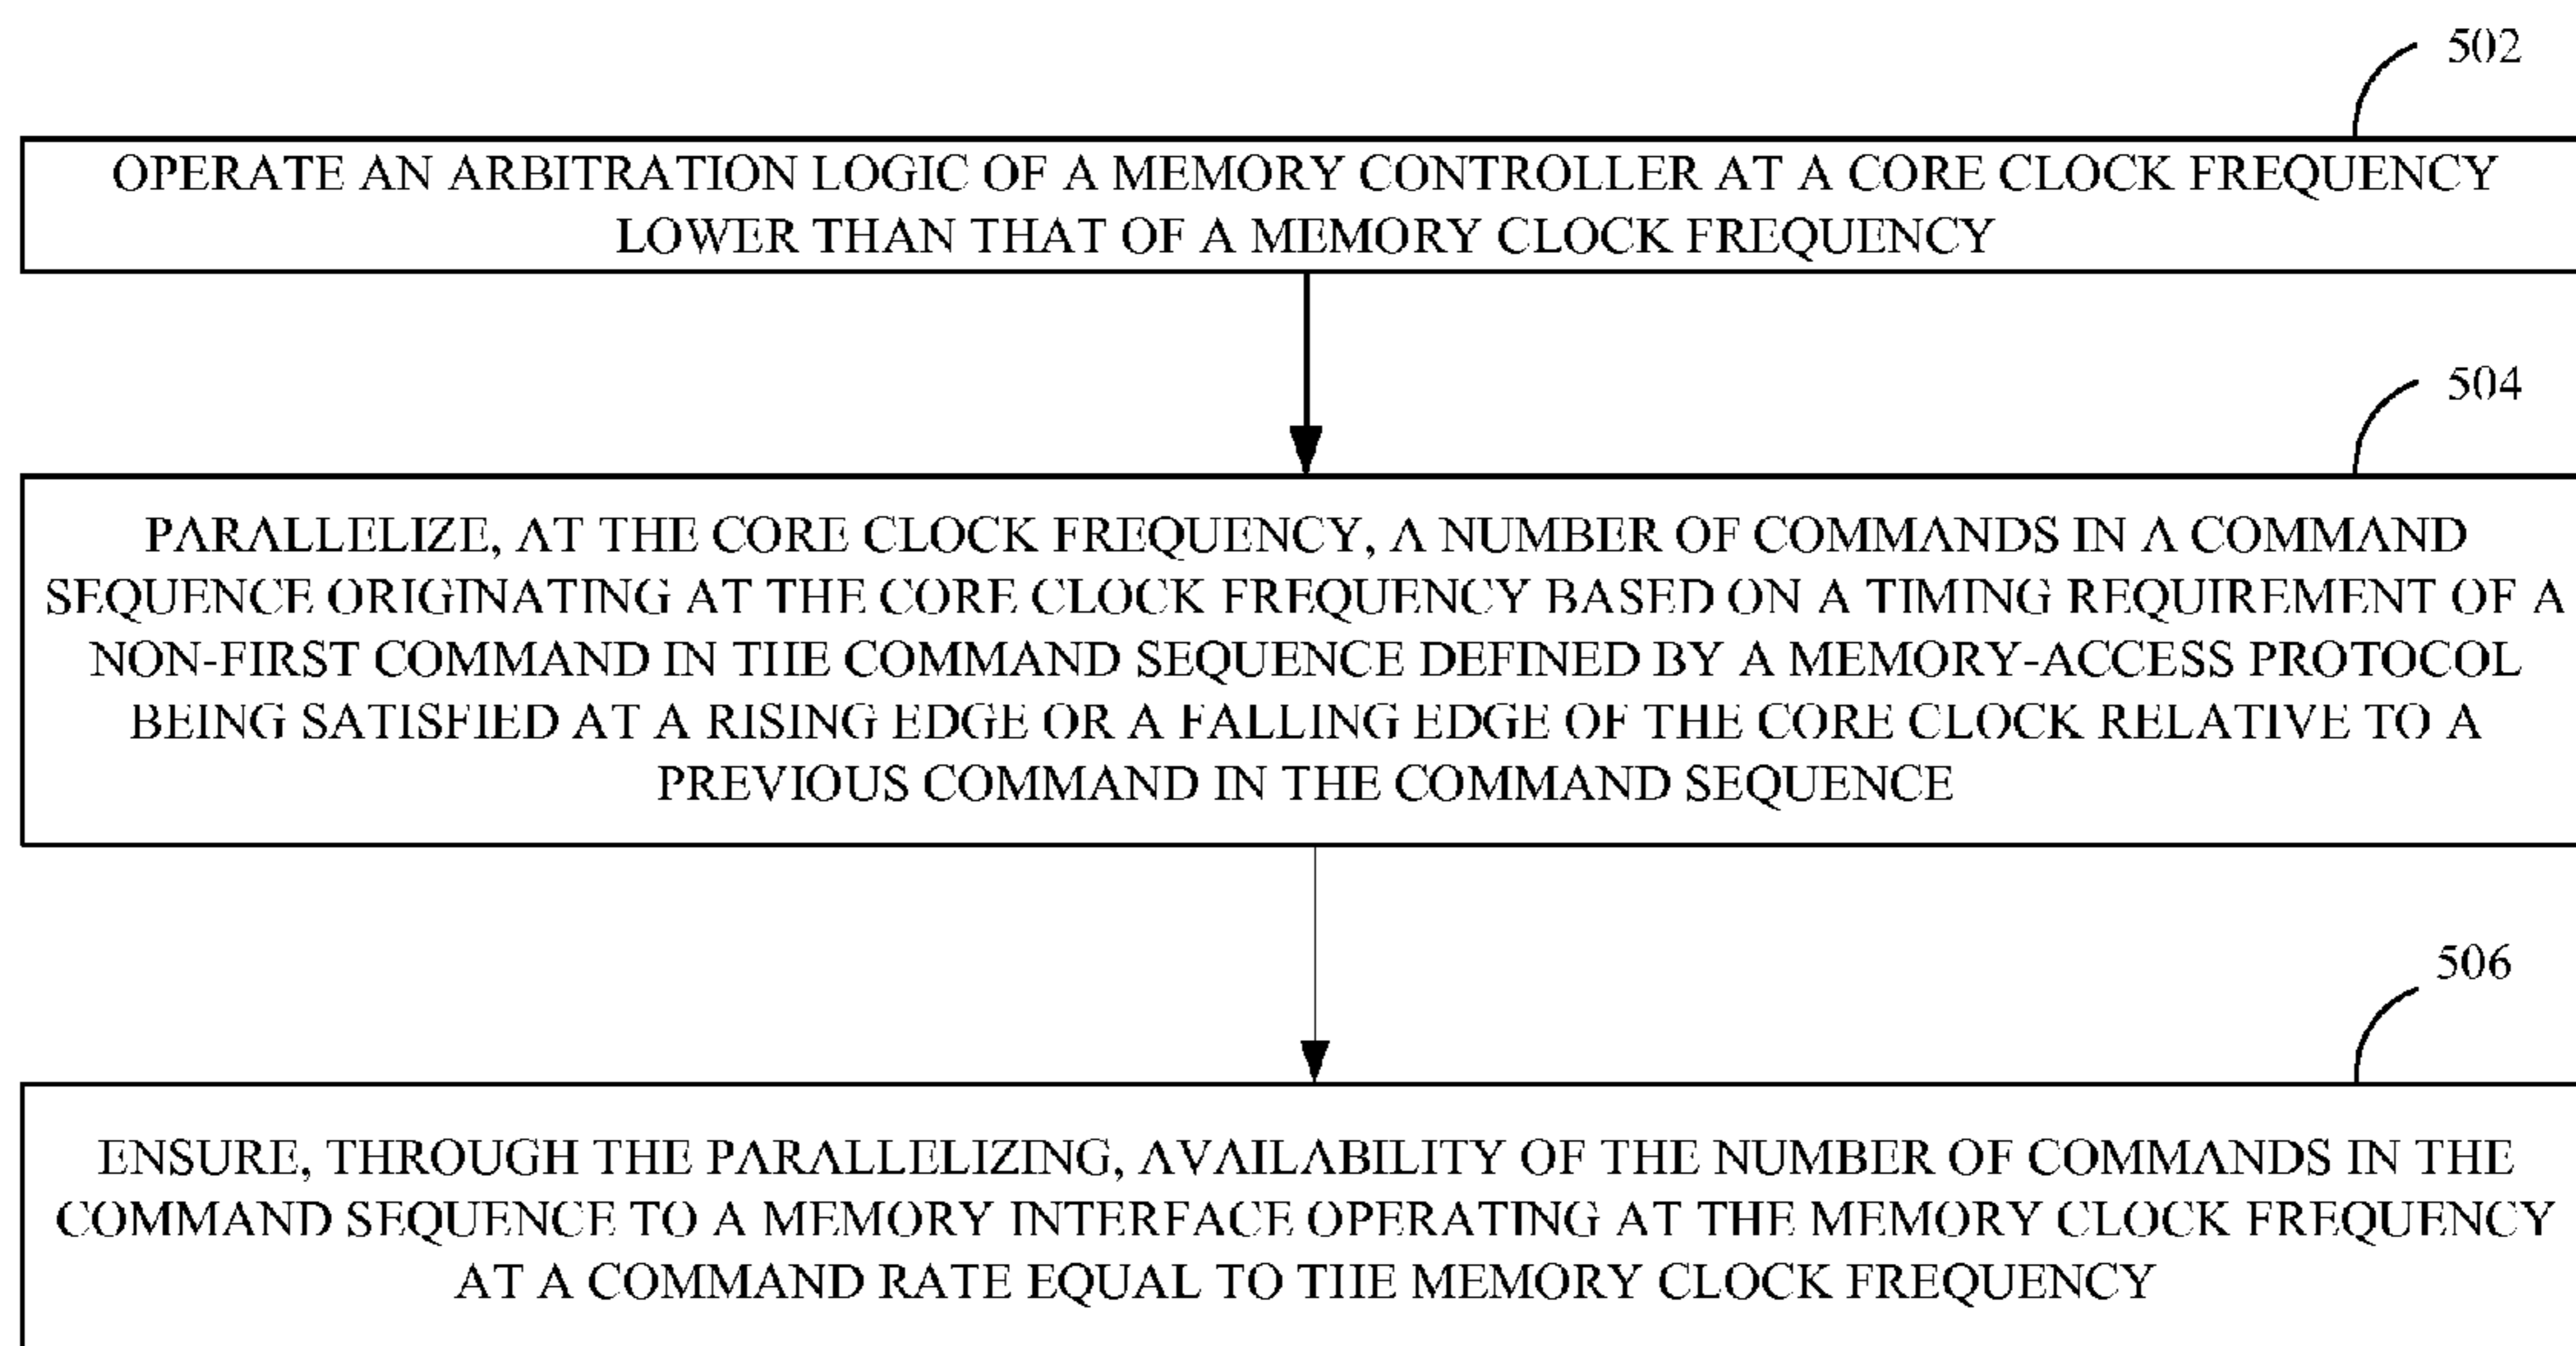 502
OPERATE AN ARBITRATION LOGIC OF A MEMORY CONTROLLER AT A CORE CLOCK FREQUENCY
LOWER THAN THAT OF A MEMORY CLOCK FREQUENCY
504
PARALLELIZE, AT THE CORE CLOCK FREQUENCY, A NUMBER OF COMMANDS IN A COMMAND
SEQUENCE ORIGINATING AT THE CORE CLOCK FREQUENCY BASED ON A TIMING REQUIREMENT OF A
NON-FIRST COMMAND IN THE COMMAND SEQUENCE DEFINED BY A MEMORY-ACCESS PROTOCOL
BEING SATISFIED AT A RISING EDGE OR A FALLING EDGE OF THE CORE CLOCK RELATIVE TO A
PREVIOUS COMMAND IN THE COMMAND SEQUENCE
506
ENSURE, THROUGH THE PARALLELIZING, AVAILABILITY OF THE NUMBER OF COMMANDS IN THE
COMMAND SEQUENCE TO A MEMORY INTERFACE OPERATING AT THE MEMORY CLOCK FREQUENCY
AT A COMMAND RATE EQUAL TO THE MEMORY CLOCK FREQUENCY